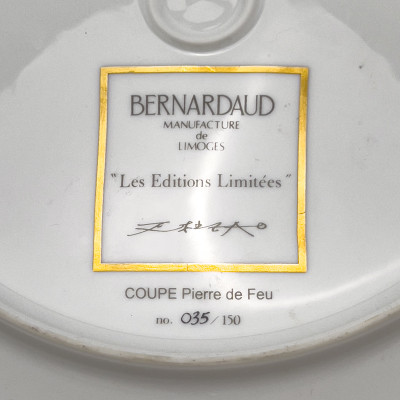 BERNARDAUD
MANUFACTURE
de
LIMOGES
"Les Editions Limitées"
COUPE Pierre de Feu
no. 035/150